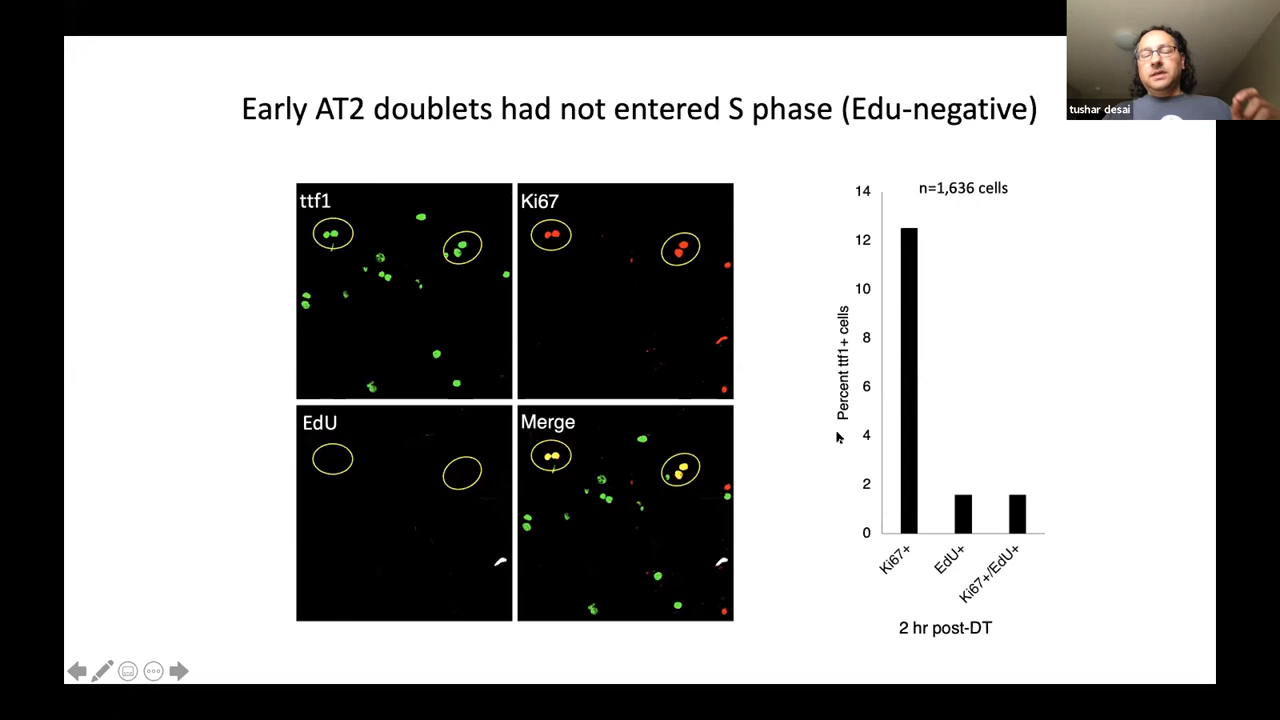 tushar desai
Early AT2 doublets had not entered S phase (Edu-negative)
ttf1
Ki67
EdU
Merge
n=1,636 cells
14
12
10
8
6
4
2
0
Percent ttf1+ cells
Ki67+
EdU+
Ki67+/EdU+
2 hr post-DT